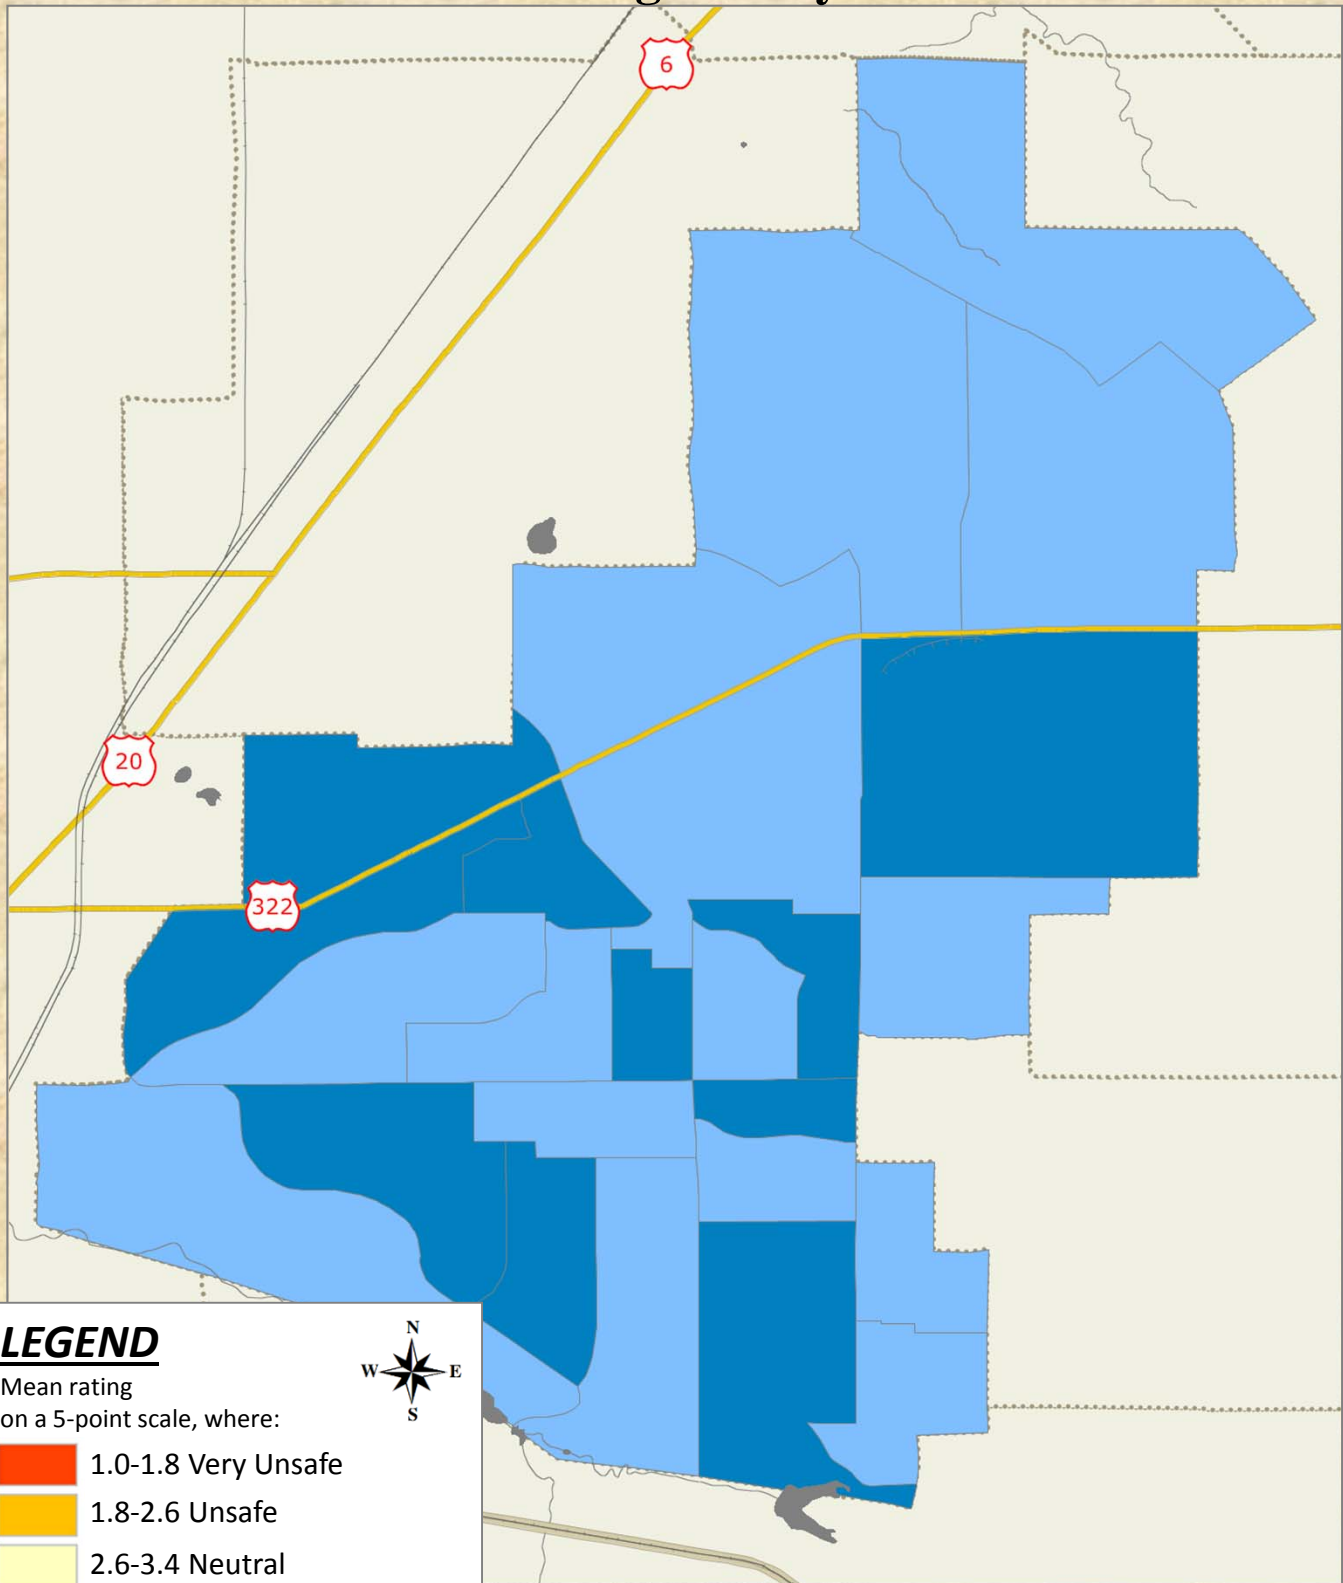 6
20
322
LEGEND
N
W E
S
Mean rating
on a 5-point scale, where:
1.0-1.8 Very Unsafe
1.8-2.6 Unsafe
2.6-3.4 Neutral